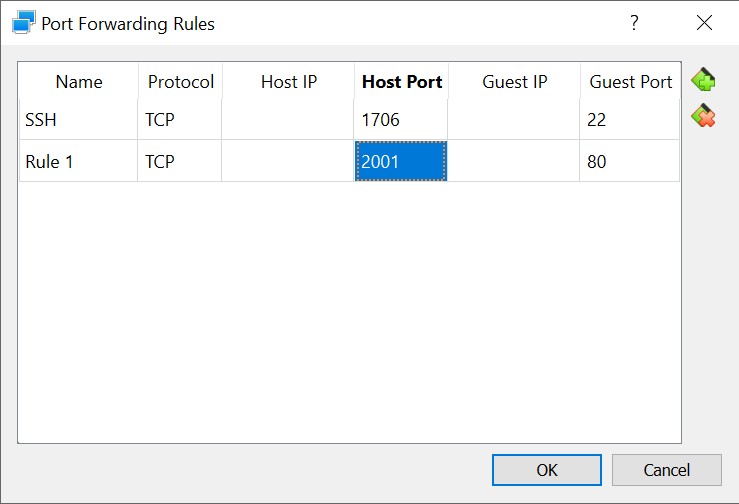 Port Forwarding Rules ?
Name Protocol Host IP Host Port Guest IP Guest Port
SSH TCP 1706 22
Rule 1 TCP 2001 80
OK Cancel